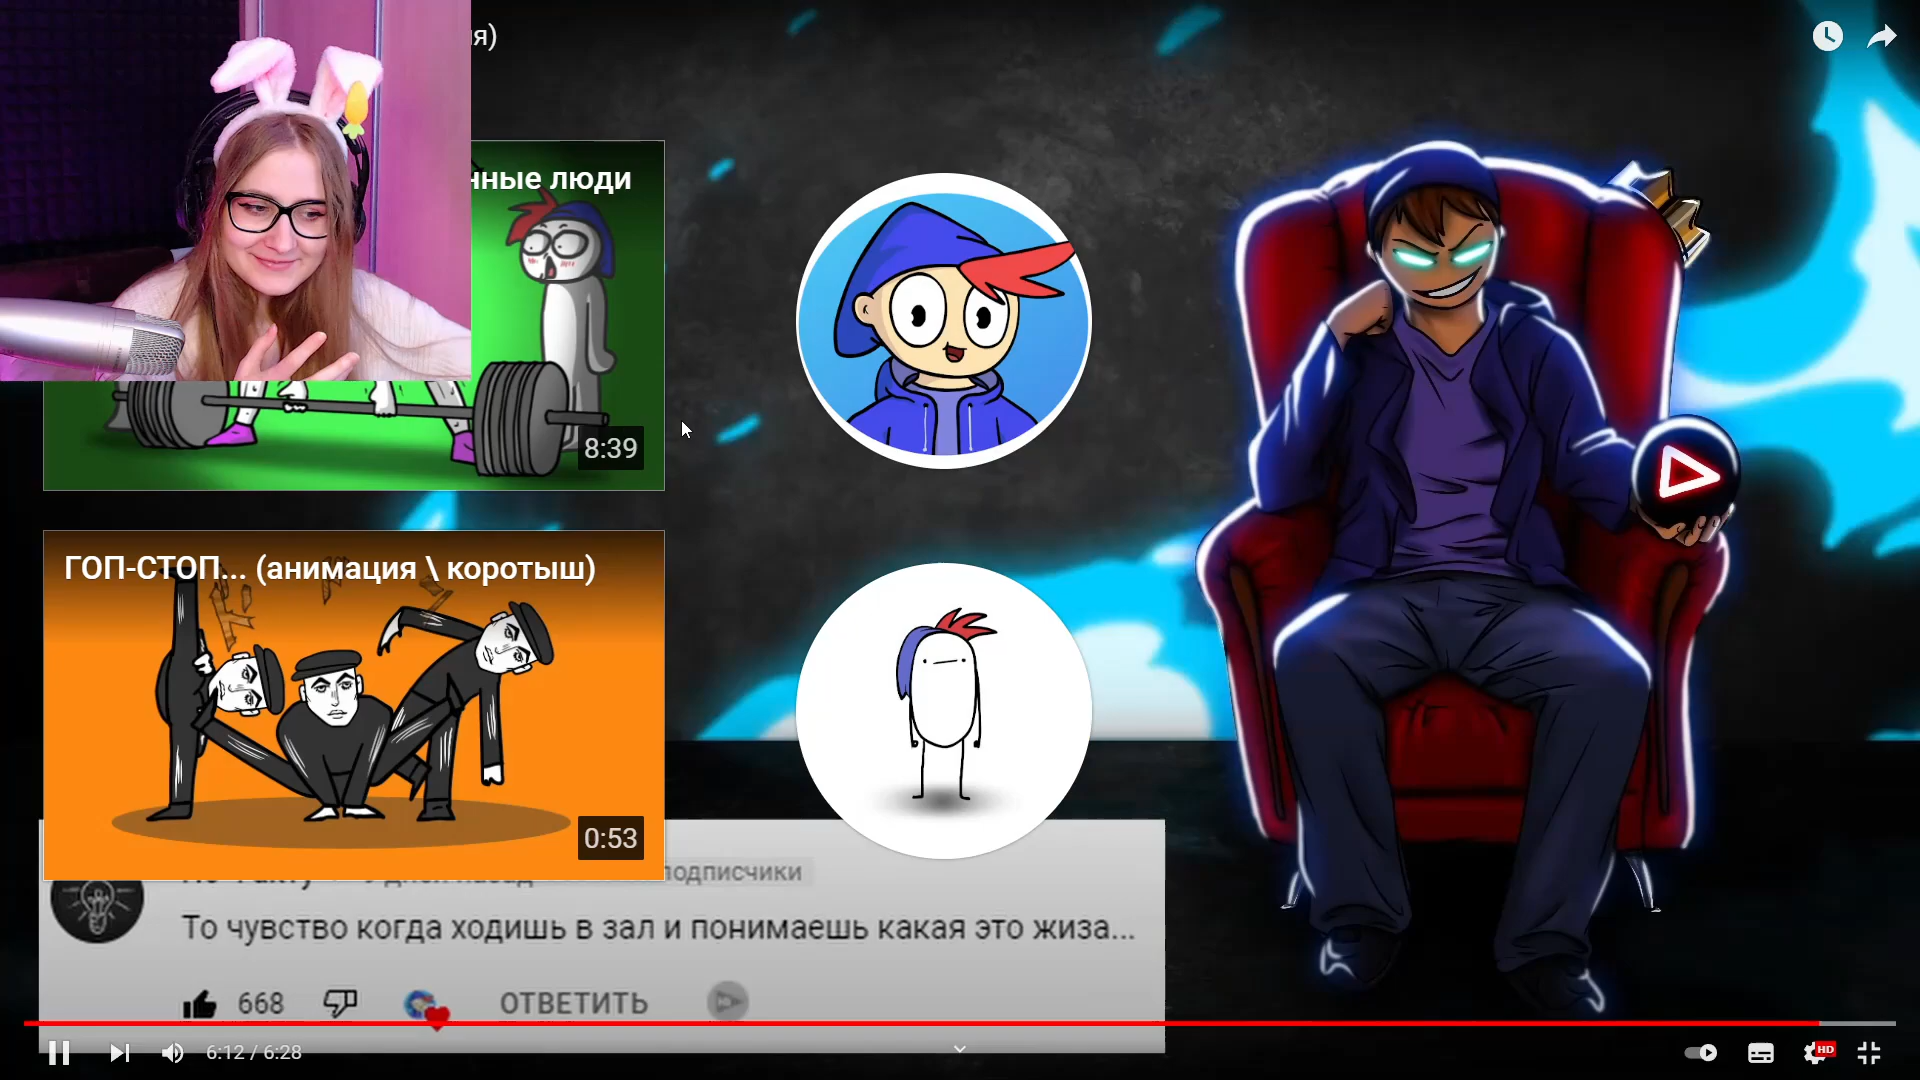 я)
нные люди
8:39
ГОП-СТОП... (анимация \ коротыш)
0:53
подписчики
То чувство когда ходишь в зал и понимаешь какая это жиза...
668
ОТВЕТИТЬ
6:12 / 6:28
HD